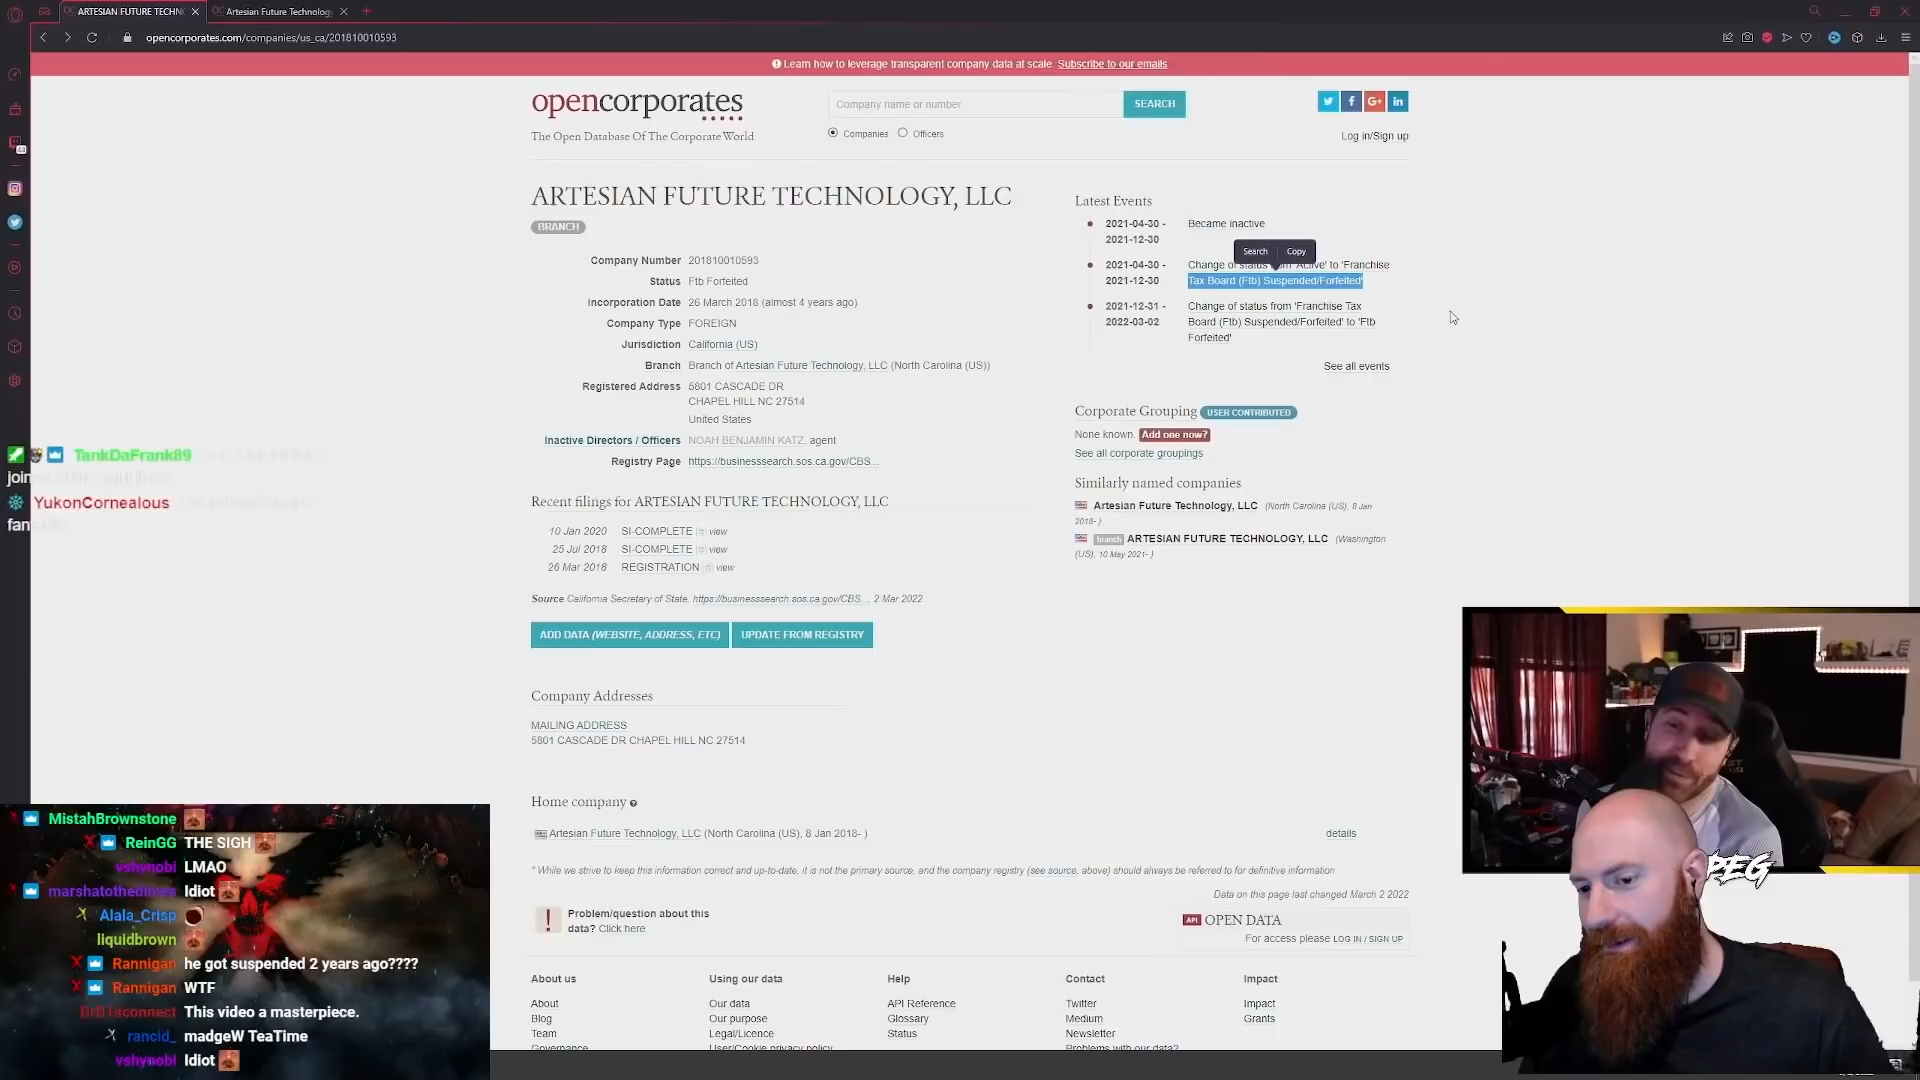 ARTESIAN FUTURE TECHN
Artesian Future Technolog
opencorporates.com/companies/us_ca/201810010593
Learn how to leverage transparent company data at scale. Subscribe to our emails
opencorporates
The Open Database Of The Corporate World
Company name or number
SEARCH
Companies
Officers
Log in/Sign up
ARTESIAN FUTURE TECHNOLOGY, LLC
BRANCH
Company Number 201810010593
Status Ftb Forfeited
Incorporation Date 26 March 2018 (almost 4 years ago)
Company Type FOREIGN
Jurisdiction California (US)
Branch Branch of Artesian Future Technology, LLC (North Carolina (US))
Registered Address 5801 CASCADE DR
CHAPEL HILL NC 27514
United States
Inactive Directors / Officers NOAH BENJAMIN KATZ, agent
Registry Page https://businesssearch.sos.ca.gov/CBS...
Recent filings for ARTESIAN FUTURE TECHNOLOGY, LLC
10 Jan 2020 SI-COMPLETE view
25 Jul 2018 SI-COMPLETE view
26 Mar 2018 REGISTRATION view
Source California Secretary of State, https://businesssearch.sos.ca.gov/CBS..., 2 Mar 2022
ADD DATA (WEBSITE, ADDRESS, ETC)
UPDATE FROM REGISTRY
Company Addresses
MAILING ADDRESS
5801 CASCADE DR CHAPEL HILL NC 27514
Home company
Artesian Future Technology, LLC (North Carolina (US), 8 Jan 2018- )
details
* While we strive to keep this information correct and up-to-date, it is not the primary source, and the company registry (see source, above) should always be referred to for definitive information
Data on this page last changed March 2 2022
Problem/question about this
data? Click here
API OPEN DATA
For access please LOG IN / SIGN UP
Latest Events
2021-04-30 - Became inactive
2021-12-30
Search Copy
2021-04-30 - Change of status from 'Active' to 'Franchise
2021-12-30 Tax Board (Ftb) Suspended/Forfeited'
2021-12-31 - Change of status from 'Franchise Tax
2022-03-02 Board (Ftb) Suspended/Forfeited' to 'Ftb
Forfeited'
See all events
Corporate Grouping USER CONTRIBUTED
None known. Add one now?
See all corporate groupings
Similarly named companies
Artesian Future Technology, LLC (North Carolina (US), 8 Jan
2018- )
branch ARTESIAN FUTURE TECHNOLOGY, LLC (Washington
(US), 10 May 2021- )
About us
Using our data
Help
Contact
Impact
About
Our data
API Reference
Twitter
Impact
Blog
Our purpose
Glossary
Medium
Grants
Team
Legal/Licence
Status
Newsletter
Governance
User/Cookie privacy policy
Problems with our data?
TankDaFrank89
join
YukonCornealous
fan
MistahBrownstone
ReinGG THE SIGH
vshynobi LMAO
marshatothedimes Idiot
Alala_Crisp
liquidbrown
Rannigan he got suspended 2 years ago????
Rannigan WTF
This video a masterpiece.
rancid_ madgeW TeaTime
vshynobi Idiot
PEG